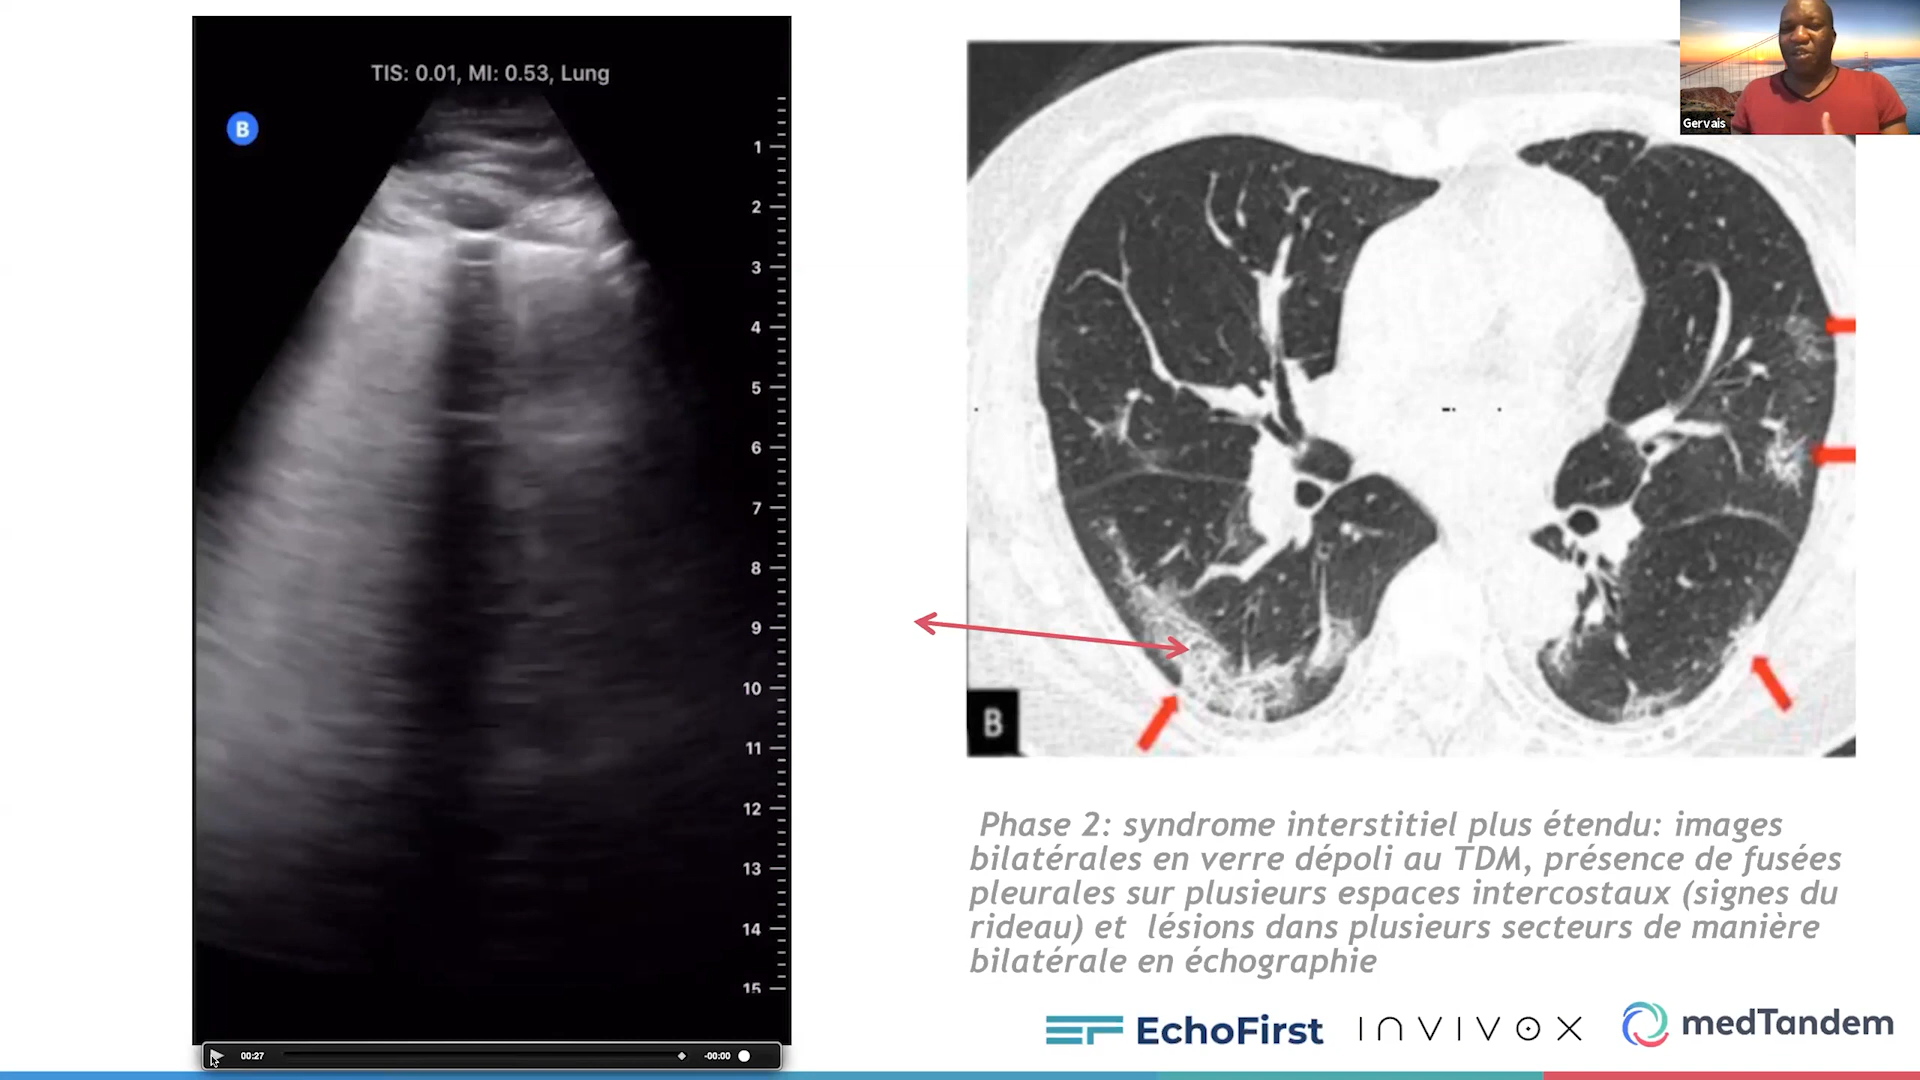 TIS: 0.01, MI: 0.53, Lung
B
1
2
3
4
5
6
7
8
9
10
11
12
13
14
15
00:27
-00:00
Gervais
B
Phase 2: syndrome interstitiel plus étendu: images
bilatérales en verre dépoli au TDM, présence de fusées
pleurales sur plusieurs espaces intercostaux (signes du
rideau) et lésions dans plusieurs secteurs de manière
bilatérale en échographie
EchoFirst
INVIVOX
medTandem